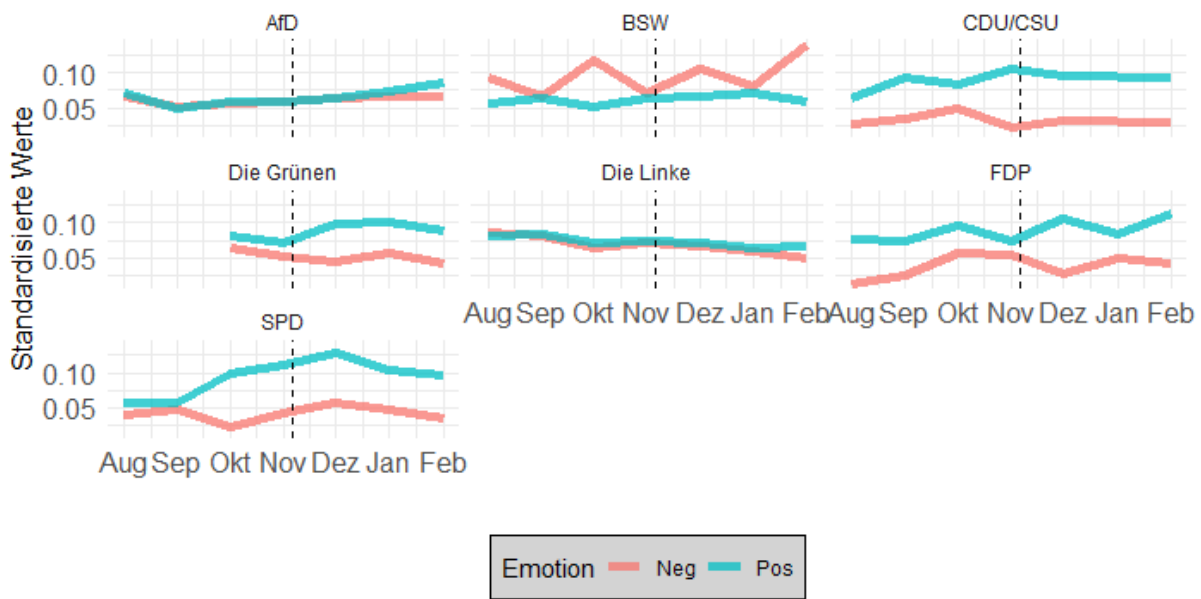 AfD
BSW
CDU/CSU
0.10
0.05
Die Grünen
Die Linke
FDP
0.10
0.05
Aug Sep Okt Nov Dez Jan Feb
Aug Sep Okt Nov Dez Jan Feb
SPD
0.10
0.05
Aug Sep Okt Nov Dez Jan Feb
Standardisierte Werte
Emotion Neg Pos